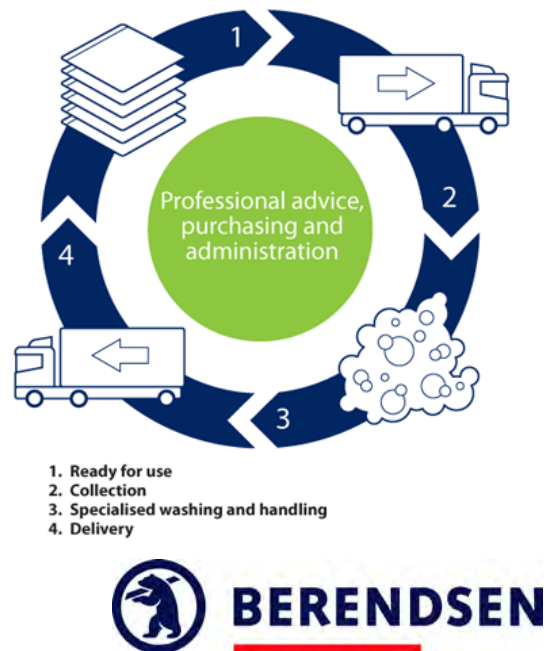 1
2
Professional advice,
purchasing and
administration
4
3
1. Ready for use
2. Collection
3. Specialised washing and handling
4. Delivery
BERENDSEN